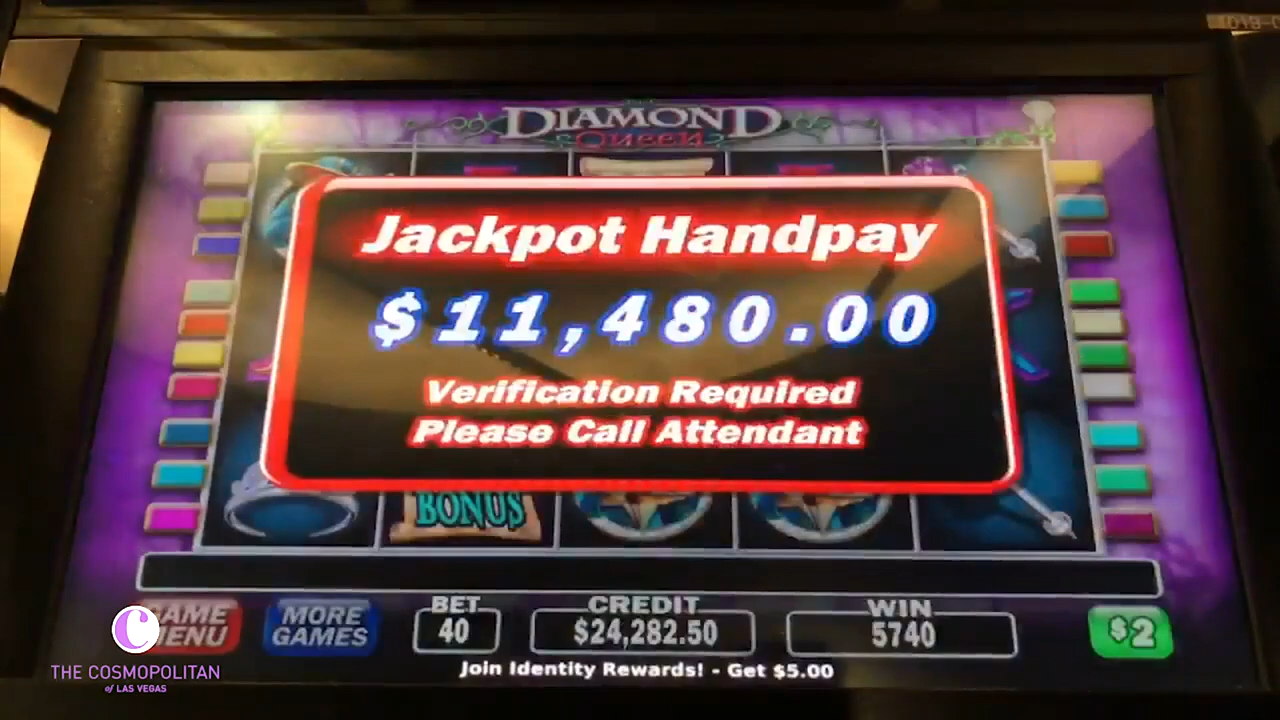 DIAMOND
Queen
Jackpot Handpay
$11,480.00
Verification Required
Please Call Attendant
BONUS
GAME
MENU
MORE
GAMES
BET
40
CREDIT
$24,282.50
WIN
5740
$2
Join Identity Rewards! - Get $5.00
C
THE COSMOPOLITAN
of LAS VEGAS